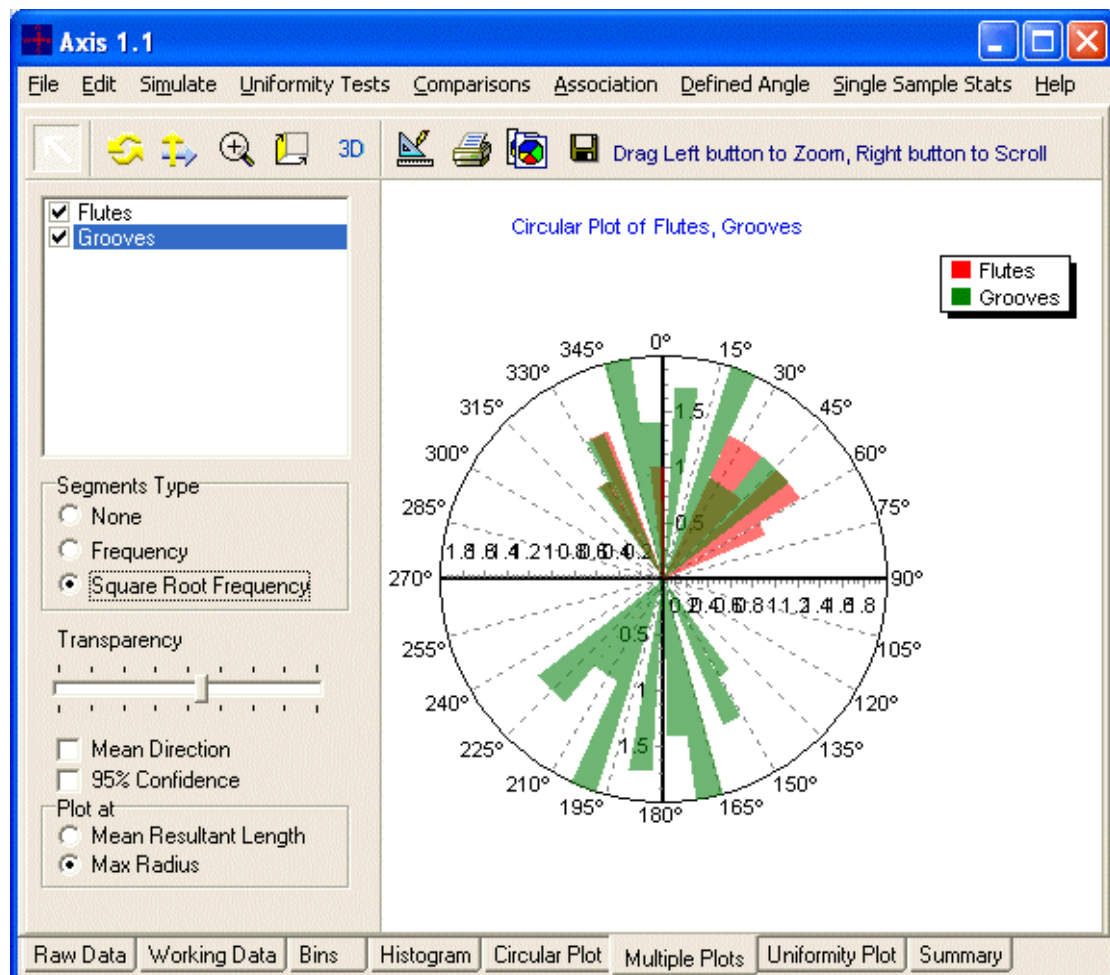 Axis 1.1
File Edit Simulate Uniformity Tests Comparisons Association Defined Angle Single Sample Stats Help
3D Drag Left button to Zoom, Right button to Scroll
Flutes
Grooves
Segments Type
None
Frequency
Square Root Frequency
Transparency
Mean Direction
95% Confidence
Plot at
Mean Resultant Length
Max Radius
Circular Plot of Flutes, Grooves
Flutes
Grooves
0°
15°
30°
45°
60°
75°
90°
105°
120°
135°
150°
165°
180°
195°
210°
225°
240°
255°
270°
285°
300°
315°
330°
345°
1.5
1
0.5
0.5
1
1.5
Raw Data Working Data Bins Histogram Circular Plot Multiple Plots Uniformity Plot Summary